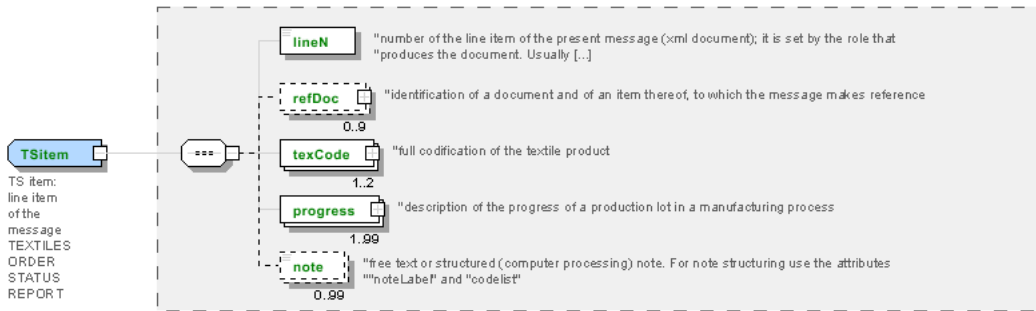 lineN
"number of the line item of the present message (xml document); it is set by the role that
"produces the document. Usually [...]
refDoc
"identification of a document and of an item thereof, to which the message makes reference
0..9
TSitem
texCode
"full codification of the textile product
1..2
TS item:
line item
of the
message
TEXTILES
ORDER
STATUS
REPORT
progress
"description of the progress of a production lot in a manufacturing process
1..99
note
"free text or structured (computer processing) note. For note structuring use the attributes
""noteLabel" and "codelist"
0..99